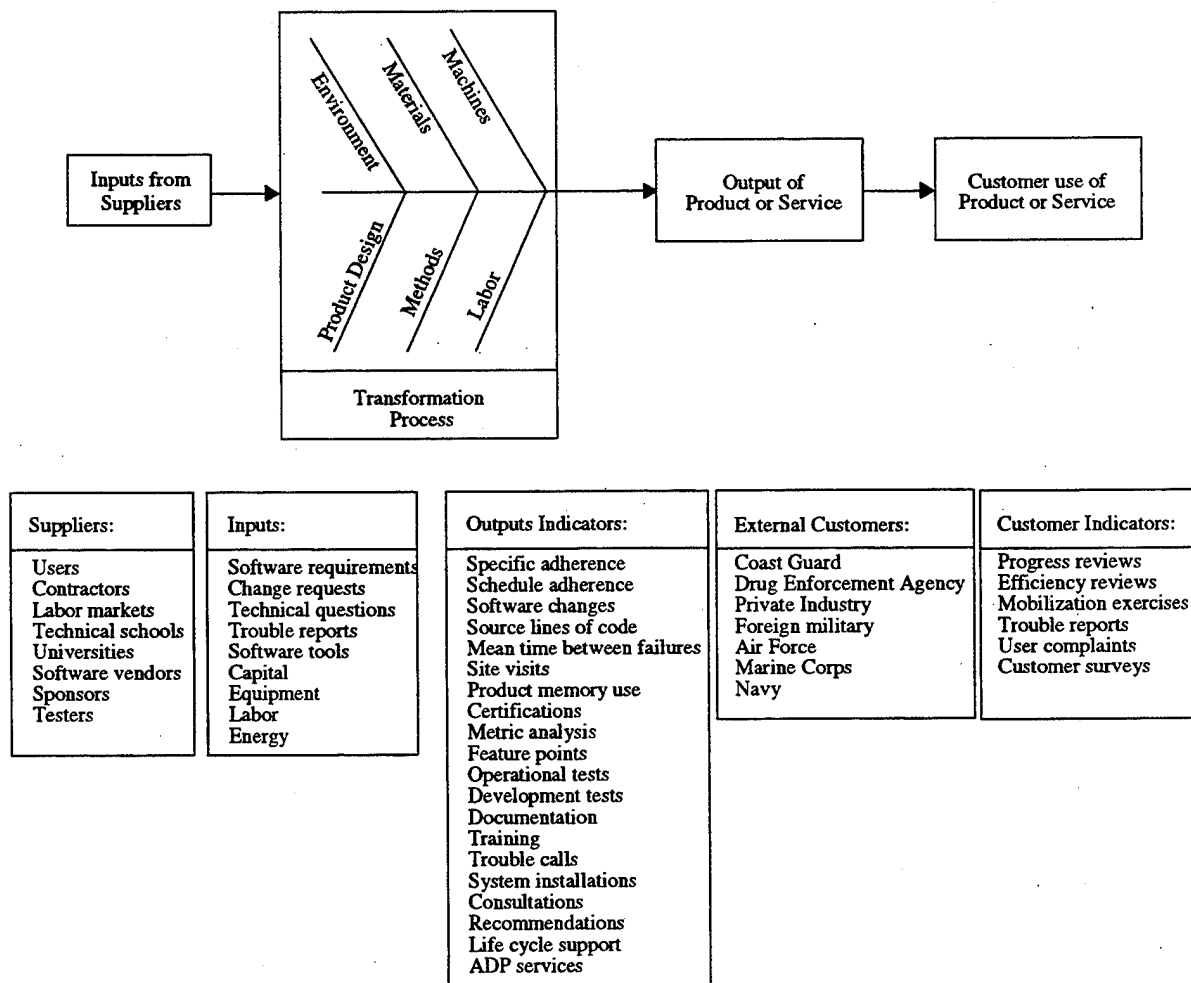 Inputs from
Suppliers
Environment
Materials
Machines
Product Design
Methods
Labor
Transformation
Process
Output of
Product or Service
Customer use of
Product or Service
Suppliers:
Users
Contractors
Labor markets
Technical schools
Universities
Software vendors
Sponsors
Testers
Inputs:
Software requirements
Change requests
Technical questions
Trouble reports
Software tools
Capital
Equipment
Labor
Energy
Outputs Indicators:
Specific adherence
Schedule adherence
Software changes
Source lines of code
Mean time between failures
Site visits
Product memory use
Certifications
Metric analysis
Feature points
Operational tests
Development tests
Documentation
Training
Trouble calls
System installations
Consultations
Recommendations
Life cycle support
ADP services
External Customers:
Coast Guard
Drug Enforcement Agency
Private Industry
Foreign military
Air Force
Marine Corps
Navy
Customer Indicators:
Progress reviews
Efficiency reviews
Mobilization exercises
Trouble reports
User complaints
Customer surveys